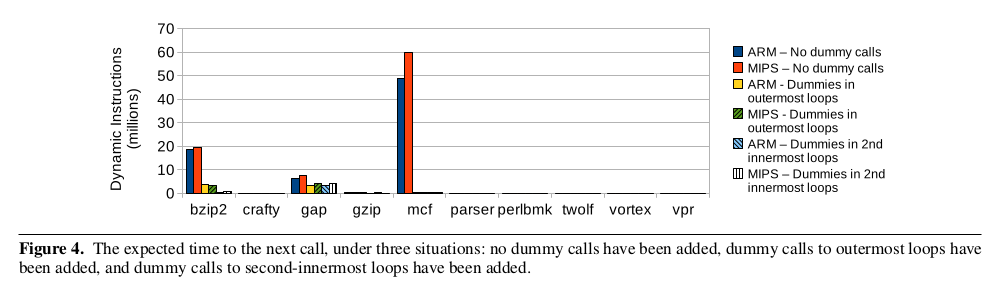 70
60
50
40
30
20
10
0
Dynamic Instructions
(millions)
bzip2 crafty gap gzip mcf parser perlbmk twolf vortex vpr
ARM – No dummy calls
MIPS – No dummy calls
ARM - Dummies in
outermost loops
MIPS - Dummies in
outermost loops
ARM – Dummies in 2nd
innermost loops
MIPS – Dummies in 2nd
innermost loops
Figure 4. The expected time to the next call, under three situations: no dummy calls have been added, dummy calls to outermost loops have
been added, and dummy calls to second-innermost loops have been added.